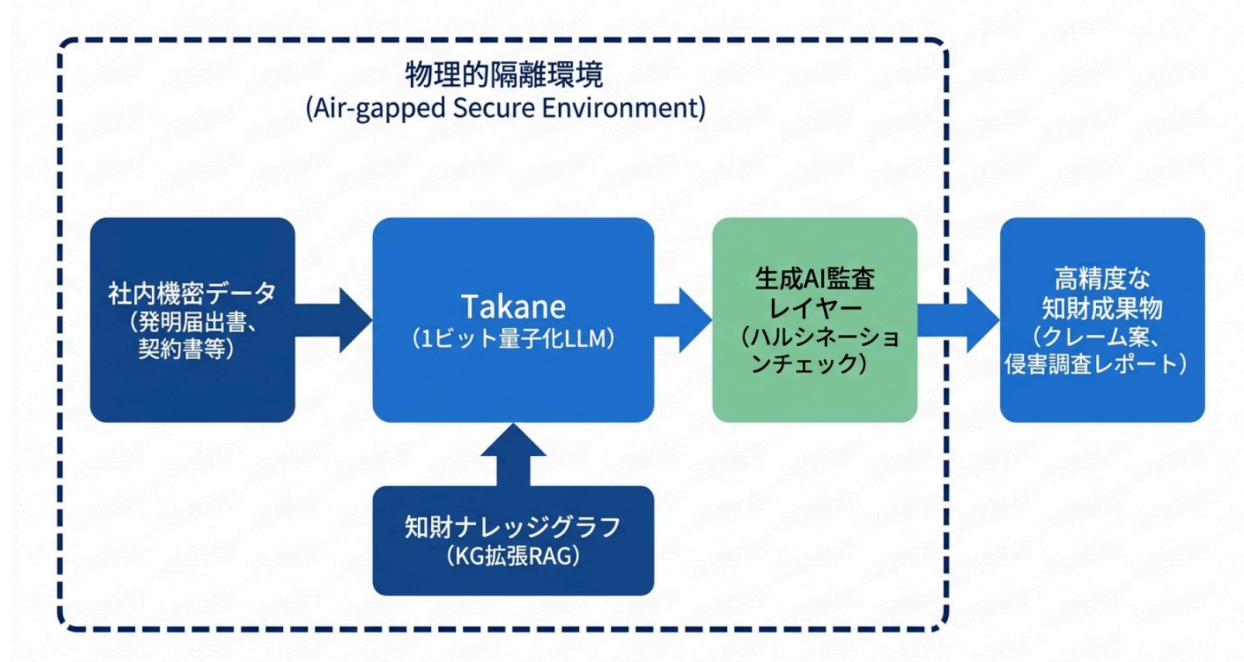 物理的隔離環境
(Air-gapped Secure Environment)
社内機密データ
（発明届出書、
契約書等）
Takane
（1ビット量子化LLM）
生成AI監査
レイヤー
（ハルシネーショ
ンチェック）
高精度な
知財成果物
（クレーム案、
侵害調査レポート）
知財ナレッジグラフ
（KG拡張RAG）